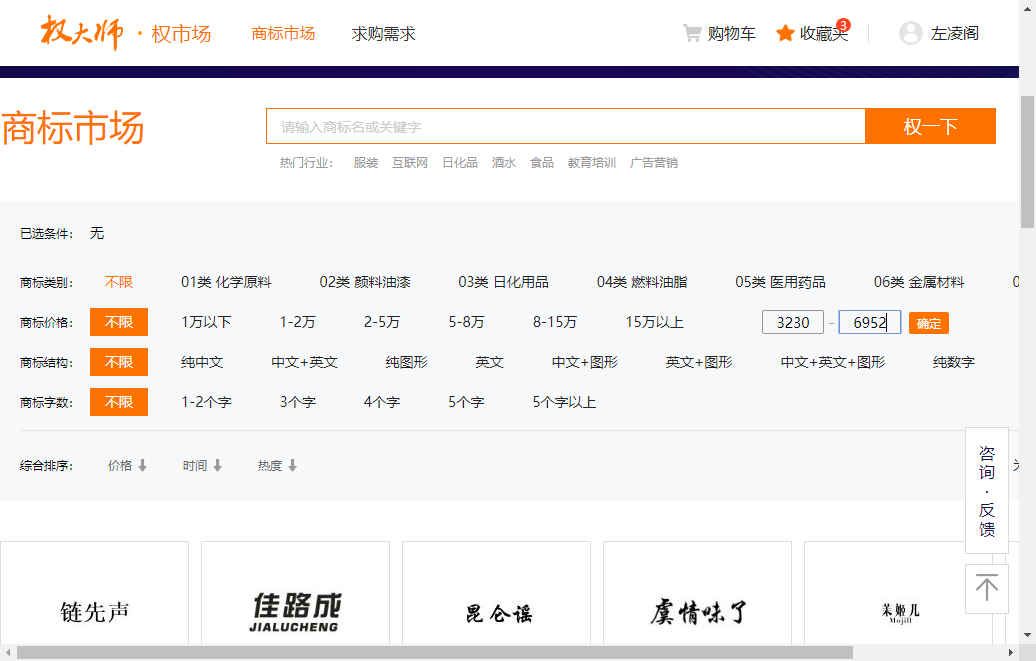 权大师 · 权市场 商标市场 求购需求 购物车 收藏夹 3 左凌阁
商标市场 请输入商标名或关键字 权一下
热门行业: 服装 互联网 日化品 酒水 食品 教育培训 广告营销
已选条件: 无
商标类别: 不限 01类 化学原料 02类 颜料油漆 03类 日化用品 04类 燃料油脂 05类 医用药品 06类 金属材料
商标价格: 不限 1万以下 1-2万 2-5万 5-8万 8-15万 15万以上 3230 - 6952 确定
商标结构: 不限 纯中文 中文+英文 纯图形 英文 中文+图形 英文+图形 中文+英文+图形 纯数字
商标字数: 不限 1-2个字 3个字 4个字 5个字 5个字以上
综合排序: 价格 时间 热度
咨询·反馈
链先声 佳路成 昆仑谣 虞情味了 茉姬儿
JIALUCHENG Mojill